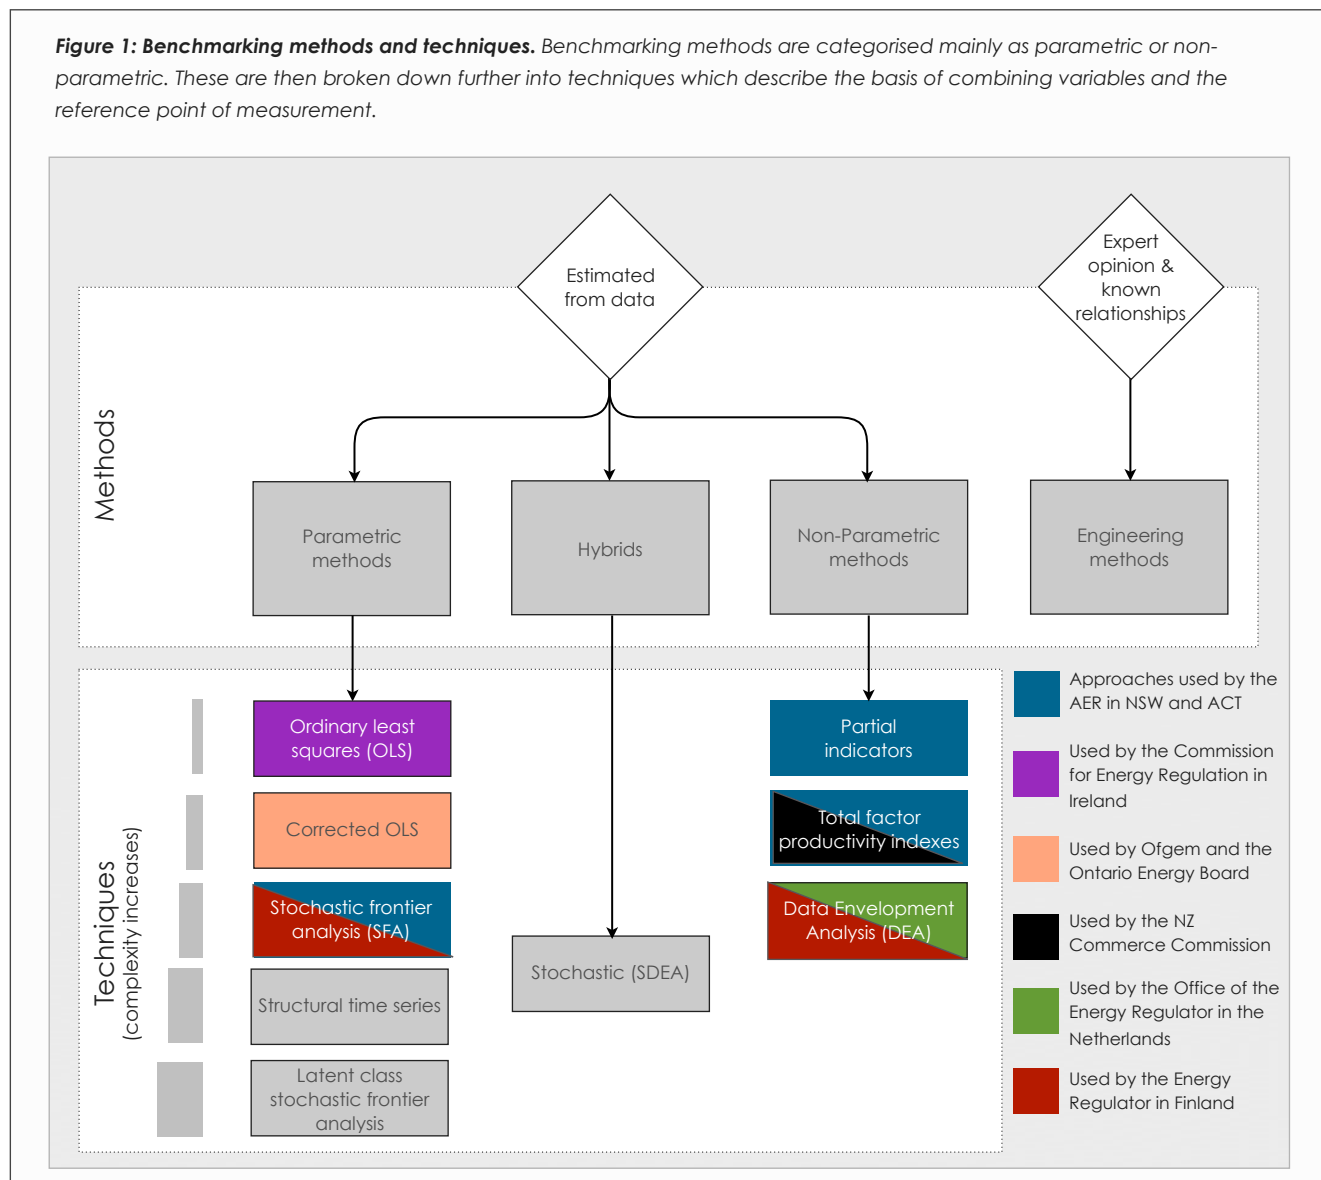 Figure 1: Benchmarking methods and techniques. Benchmarking methods are categorised mainly as parametric or non-
parametric. These are then broken down further into techniques which describe the basis of combining variables and the
reference point of measurement.
Estimated
from data
Expert
opinion &
known
relationships
Methods
Parametric
methods
Hybrids
Non-Parametric
methods
Engineering
methods
Techniques
(complexity increases)
Ordinary least
squares (OLS)
Corrected OLS
Stochastic frontier
analysis (SFA)
Structural time series
Latent class
stochastic frontier
analysis
Stochastic (SDEA)
Partial
indicators
Total factor
productivity indexes
Data Envelopment
Analysis (DEA)
Approaches used by the
AER in NSW and ACT
Used by the Commission
for Energy Regulation in
Ireland
Used by Ofgem and the
Ontario Energy Board
Used by the NZ
Commerce Commission
Used by the Office of the
Energy Regulator in the
Netherlands
Used by the Energy
Regulator in Finland